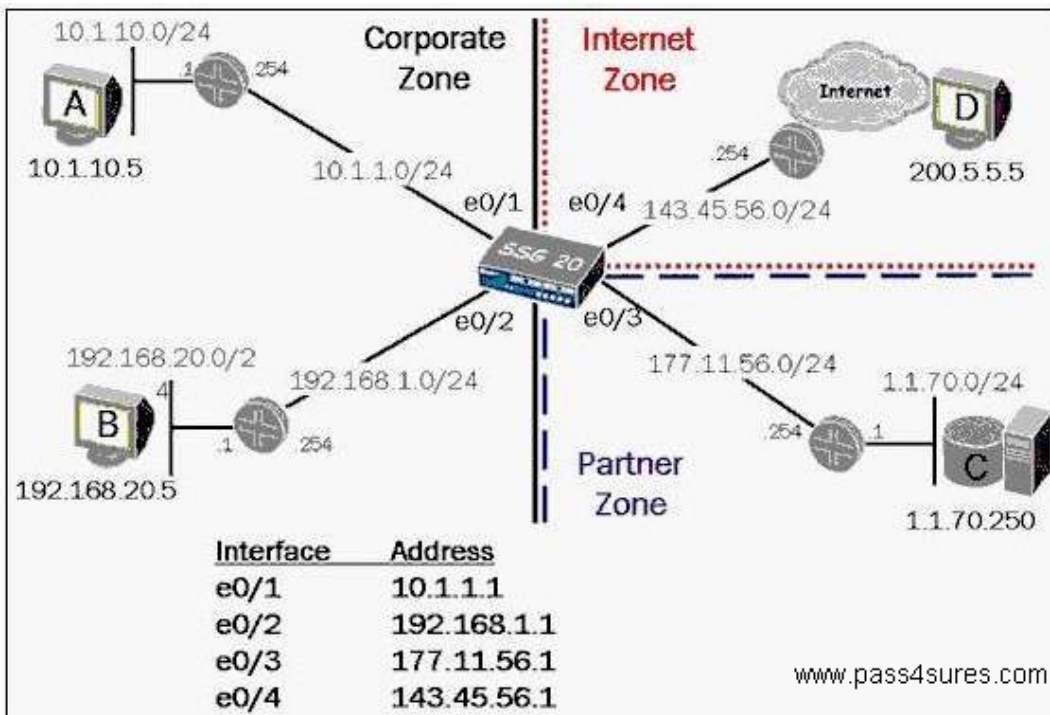 10.1.10.0/24
.1
.254
A
10.1.10.5
10.1.1.0/24
Corporate
Zone
Internet
Zone
Internet
D
.254
200.5.5.5
e0/1
e0/4
143.45.56.0/24
SSG 20
e0/2
e0/3
192.168.20.0/2
4
192.168.1.0/24
B
.1
.254
192.168.20.5
177.11.56.0/24
1.1.70.0/24
.254
.1
C
1.1.70.250
Partner
Zone
Interface Address
e0/1 10.1.1.1
e0/2 192.168.1.1
e0/3 177.11.56.1
e0/4 143.45.56.1
www.pass4sures.com